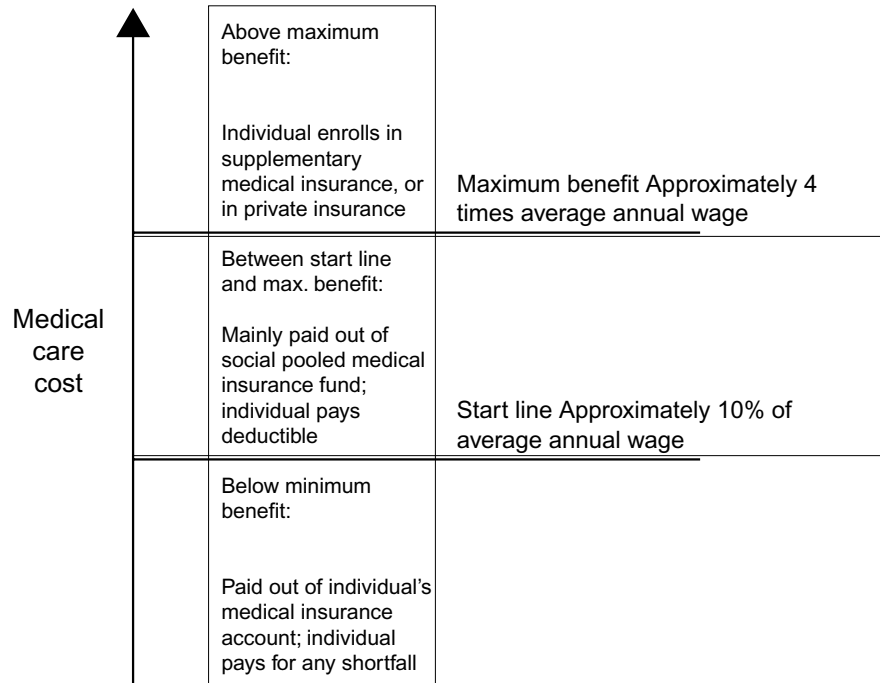 Above maximum
benefit:
Individual enrolls in
supplementary
medical insurance, or
in private insurance
Maximum benefit Approximately 4
times average annual wage
Between start line
and max. benefit:
Mainly paid out of
social pooled medical
insurance fund;
individual pays
deductible
Medical
care
cost
Start line Approximately 10% of
average annual wage
Below minimum
benefit:
Paid out of individual’s
medical insurance
account; individual
pays for any shortfall